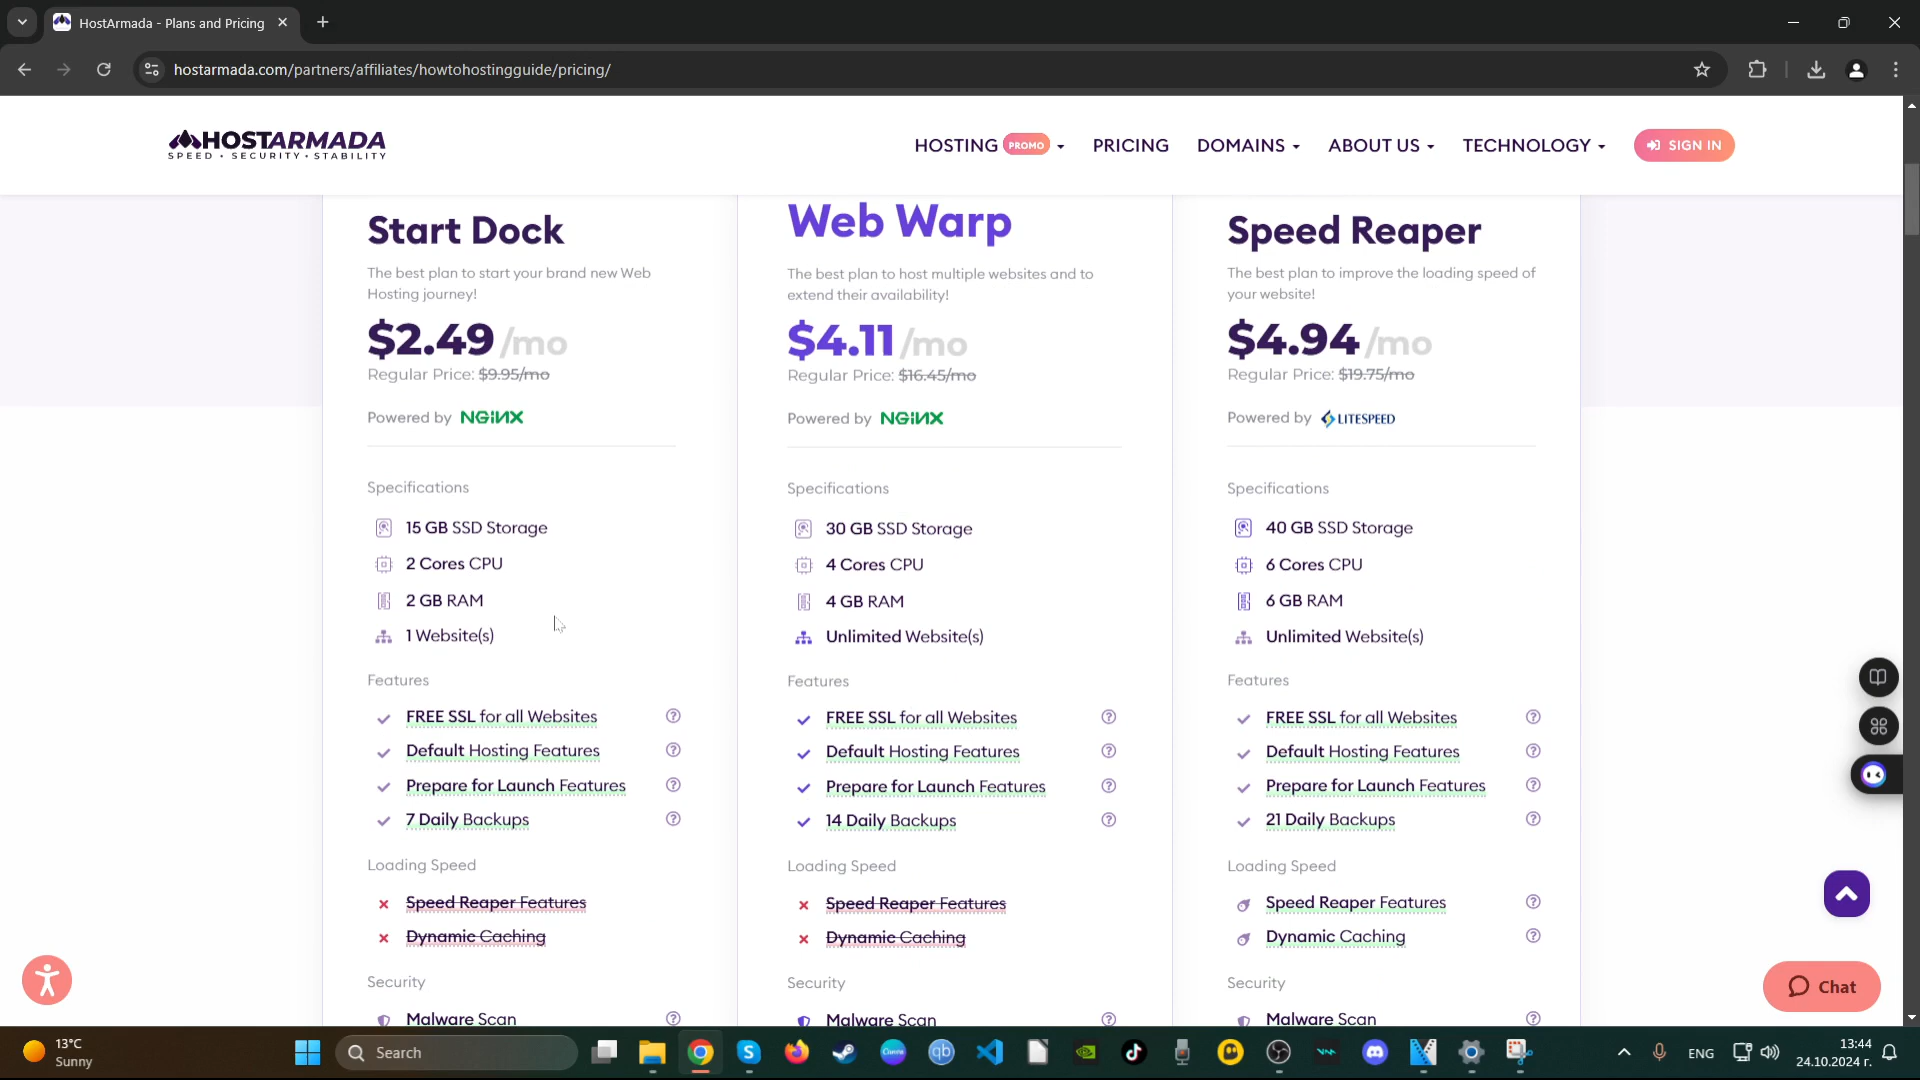 HostArmada - Plans and Pricing
hostarmada.com/partners/affiliates/howtohostingguide/pricing/
HOSTARMADA
SPEED • SECURITY • STABILITY
HOSTING PROMO
PRICING
DOMAINS
ABOUT US
TECHNOLOGY
SIGN IN
Start Dock
The best plan to start your brand new Web
Hosting journey!
$2.49/mo
Regular Price: $9.95/mo
Powered by NGINX
Specifications
15 GB SSD Storage
2 Cores CPU
2 GB RAM
1 Website(s)
Features
FREE SSL for all Websites
Default Hosting Features
Prepare for Launch Features
7 Daily Backups
Loading Speed
Speed Reaper Features
Dynamic Caching
Security
Malware Scan
Web Warp
The best plan to host multiple websites and to
extend their availability!
$4.11/mo
Regular Price: $16.45/mo
Powered by NGINX
Specifications
30 GB SSD Storage
4 Cores CPU
4 GB RAM
Unlimited Website(s)
Features
FREE SSL for all Websites
Default Hosting Features
Prepare for Launch Features
14 Daily Backups
Loading Speed
Speed Reaper Features
Dynamic Caching
Security
Malware Scan
Speed Reaper
The best plan to improve the loading speed of
your website!
$4.94/mo
Regular Price: $19.75/mo
Powered by LITESPEED
Specifications
40 GB SSD Storage
6 Cores CPU
6 GB RAM
Unlimited Website(s)
Features
FREE SSL for all Websites
Default Hosting Features
Prepare for Launch Features
21 Daily Backups
Loading Speed
Speed Reaper Features
Dynamic Caching
Security
Malware Scan
Chat
13°C
Sunny
Search
Canva
qb
ENG
13:44
24.10.2024 г.